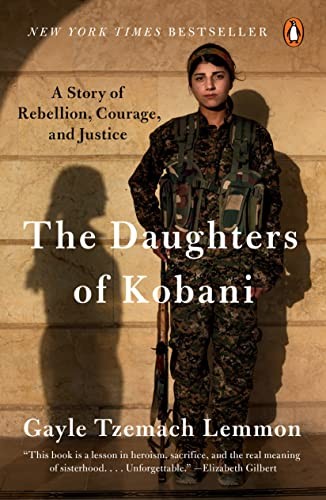 NEW YORK TIMES BESTSELLER
A Story of
Rebellion, Courage,
and Justice
The Daughters
of Kobani
Gayle Tzemach Lemmon
“This book is a lesson in heroism, sacrifice, and the real meaning
of sisterhood. . . . Unforgettable.” —Elizabeth Gilbert